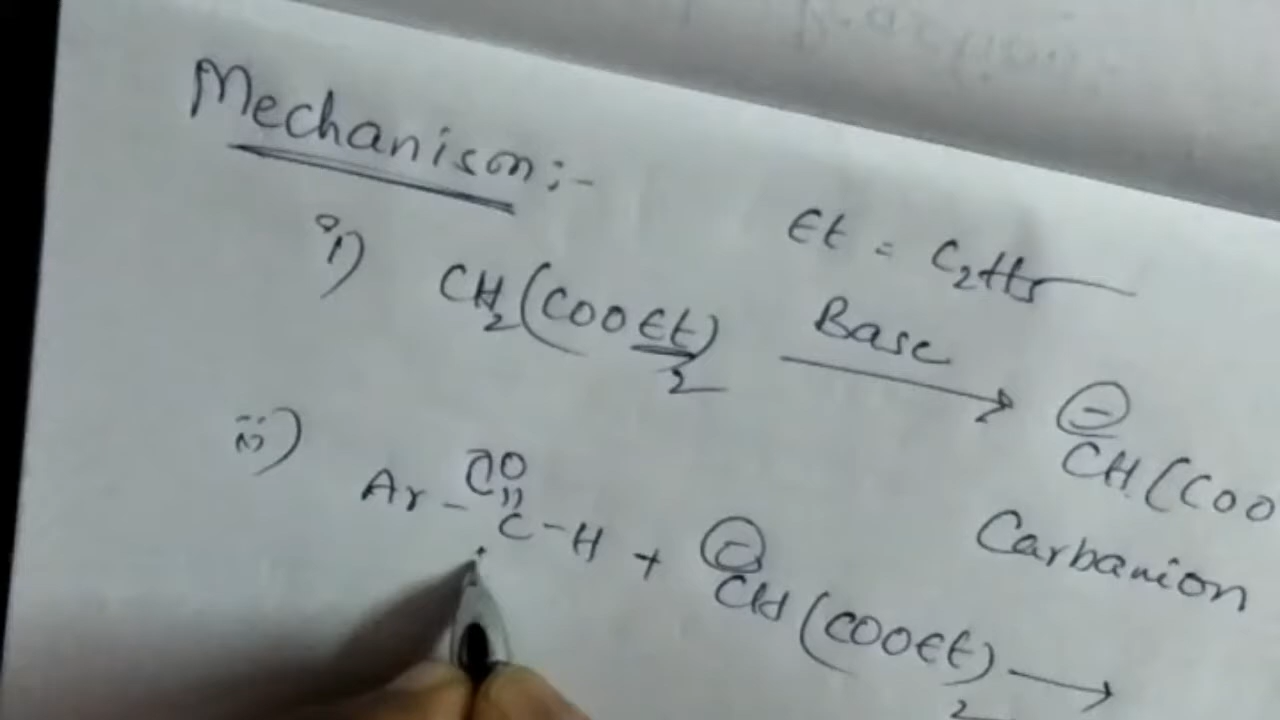 Mechanism :-
Et = C₂H₅
i) CH₂(COOEt)₂ Base → ⊖CH(COO
Carbanion
ii) Ar-C-H + ⊖CH(COOEt)₂ →
O